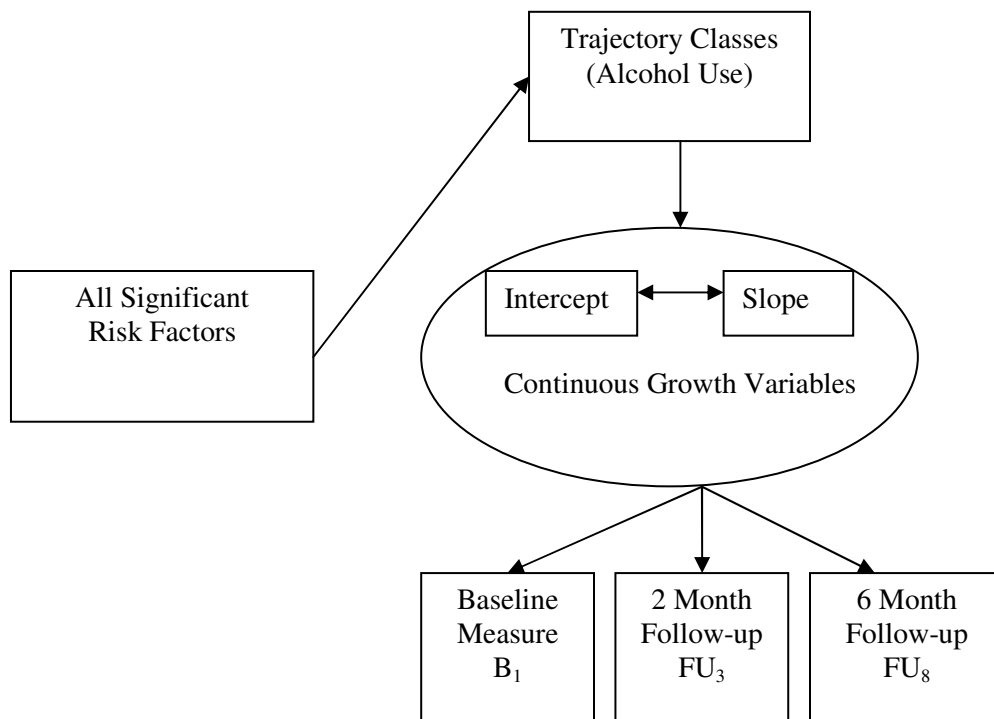 Trajectory Classes
(Alcohol Use)
All Significant
Risk Factors
Intercept
Slope
Continuous Growth Variables
Baseline
Measure
B₁
2 Month
Follow-up
FU₃
6 Month
Follow-up
FU₈